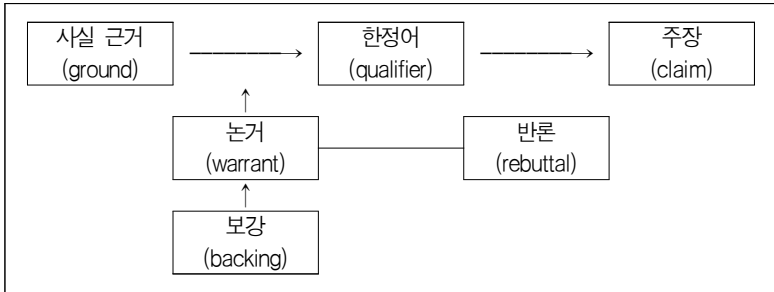 사실 근거
(ground)
한정어
(qualifier)
주장
(claim)
논거
(warrant)
반론
(rebuttal)
보강
(backing)